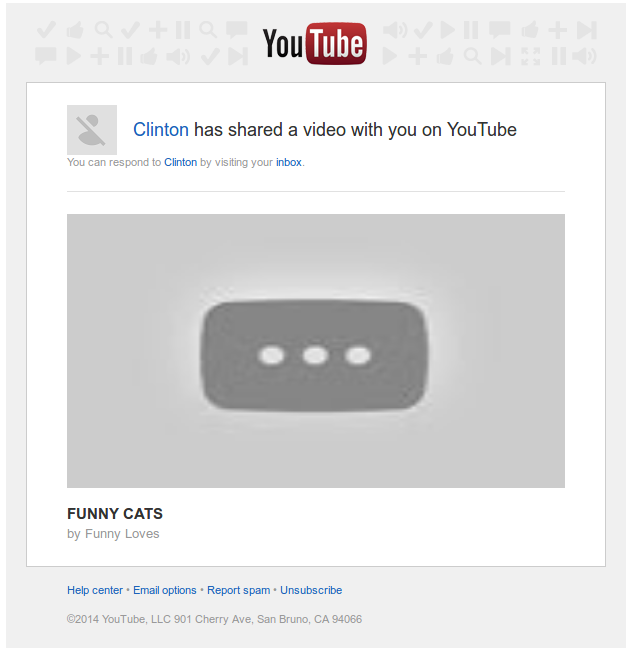 YouTube
Clinton has shared a video with you on YouTube
You can respond to Clinton by visiting your inbox.
FUNNY CATS
by Funny Loves
Help center • Email options • Report spam • Unsubscribe
©2014 YouTube, LLC 901 Cherry Ave, San Bruno, CA 94066